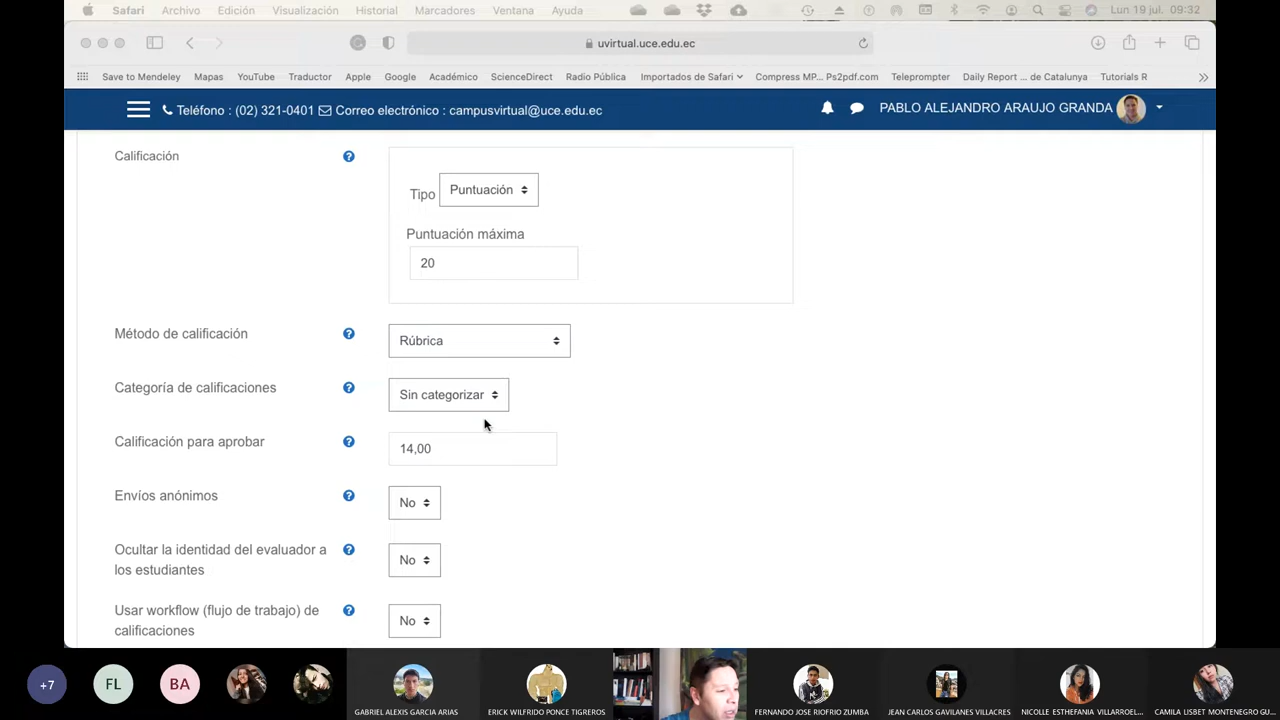 Safari Archivo Edición Visualización Historial Marcadores Ventana Ayuda Lun 19 jul. 09:32
uvirtual.uce.edu.ec
Save to Mendeley Mapas YouTube Traductor Apple Google Académico ScienceDirect Radio Pública Importados de Safari Compress MP... Ps2pdf.com Teleprompter Daily Report ... de Catalunya Tutorials R
Teléfono : (02) 321-0401 Correo electrónico : campusvirtual@uce.edu.ec PABLO ALEJANDRO ARAUJO GRANDA
Calificación
Tipo Puntuación
Puntuación máxima
20
Método de calificación Rúbrica
Categoría de calificaciones Sin categorizar
Calificación para aprobar 14,00
Envíos anónimos No
Ocultar la identidad del evaluador a
los estudiantes
No
Usar workflow (flujo de trabajo) de
calificaciones
No
+7 FL BA
GABRIEL ALEXIS GARCIA ARIAS ERICK WILFRIDO PONCE TIGREROS FERNANDO JOSE RIOFRIO ZUMBA JEAN CARLOS GAVILANES VILLACRES NICOLLE ESTHEFANIA VILLARROEL... CAMILA LISBET MONTENEGRO GU...